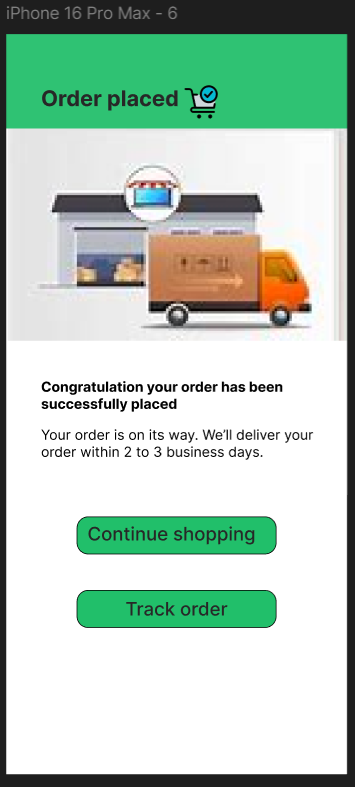 iPhone 16 Pro Max - 6
Order placed
Congratulation your order has been
successfully placed
Your order is on its way. We’ll deliver your
order within 2 to 3 business days.
Continue shopping
Track order